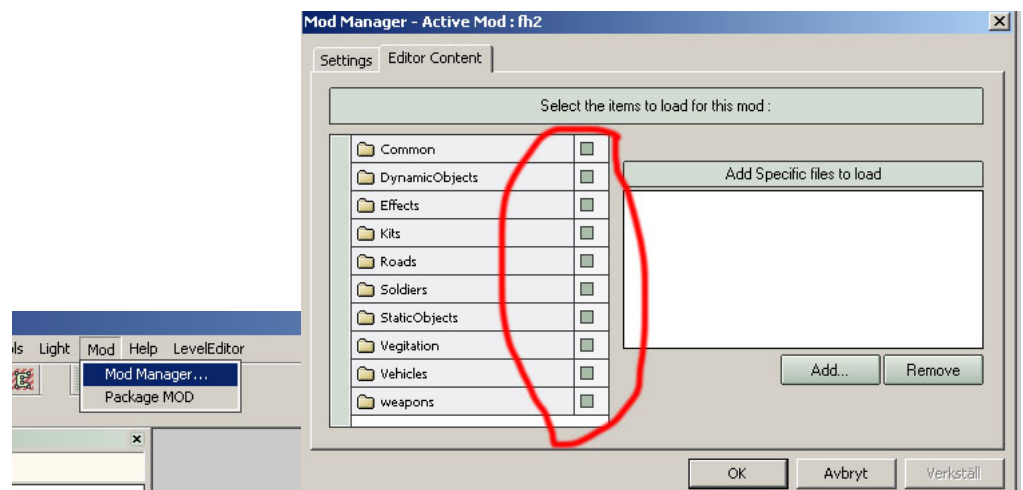 Mod Manager - Active Mod : fh2
Settings Editor Content
Select the items to load for this mod :
Common
DynamicObjects
Effects
Kits
Roads
Soldiers
StaticObjects
Vegitation
Vehicles
weapons
Add Specific files to load
Add... Remove
OK Avbryt Verkställ
ls Light Mod Help LevelEditor
Mod Manager...
Package MOD